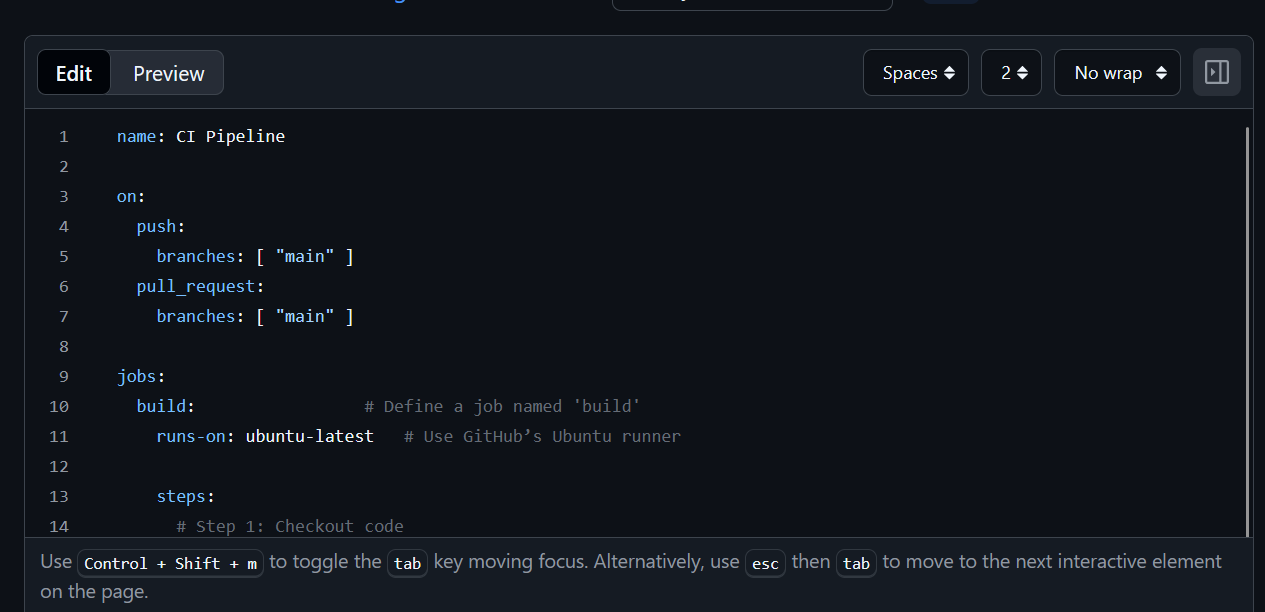 Edit Preview Spaces 2 No wrap
1 name: CI Pipeline
2
3 on:
4   push:
5     branches: [ "main" ]
6   pull_request:
7     branches: [ "main" ]
8
9 jobs:
10   build:                 # Define a job named 'build'
11     runs-on: ubuntu-latest   # Use GitHub’s Ubuntu runner
12
13     steps:
14       # Step 1: Checkout code
Use Control + Shift + m to toggle the tab key moving focus. Alternatively, use esc then tab to move to the next interactive element
on the page.